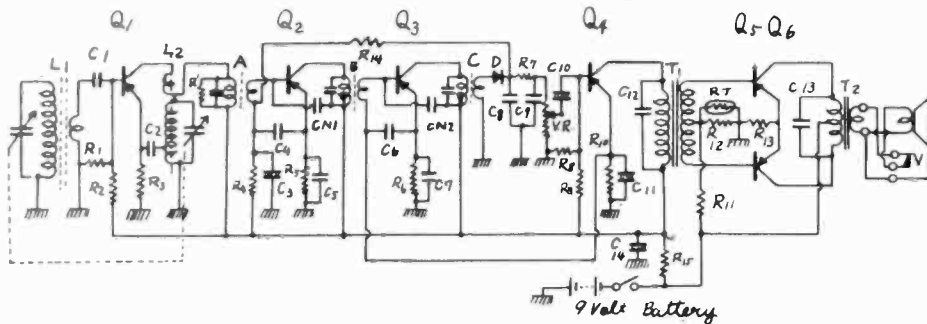 Q1 Q2 Q3 Q4 Q5-Q6
L1 C1 L2 A R14 B C D R7 C10 T1 C13 T2
C2 CN1 CN2 C8 C9 VR C12 RT
R1 R2 R3 C4 C6 R8 R10 R12 R13
R4 C3 R5 C5 R6 C7 R8 C11 R11
C14 R15
9 Volt Battery